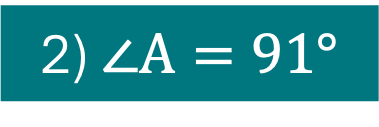 2) ∠A = 91°